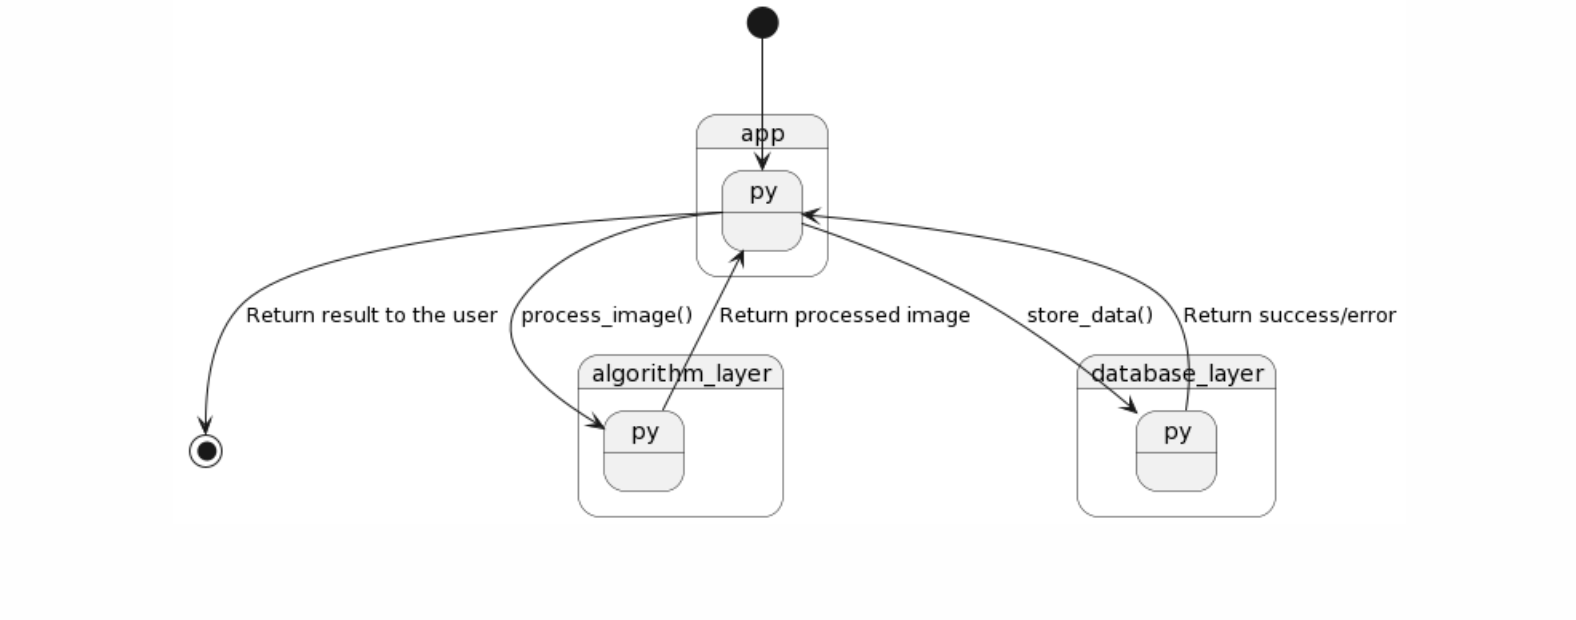 app
py
Return result to the user
process_image()
Return processed image
store_data()
Return success/error
algorithm_layer
database_layer
py
py